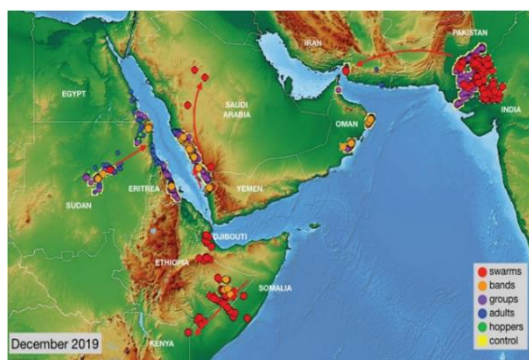 PAKISTAN
IRAN
EGYPT
SAUDI
ARABIA
INDIA
OMAN
ERITREA
YEMEN
SUDAN
DJIBOUTI
ETHIOPIA
SOMALIA
KENYA
swarms
bands
groups
adults
hoppers
control
December 2019